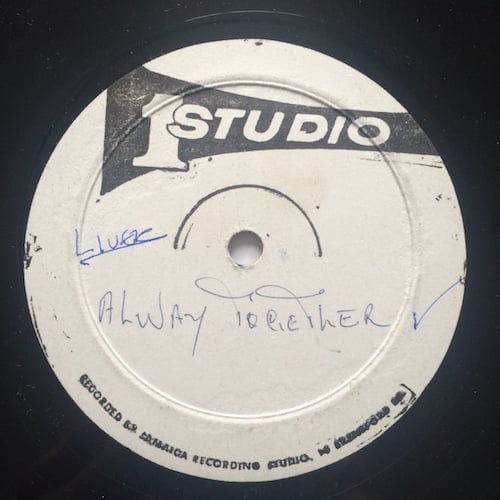 1 STUDIO
ALWAY TOGETHER
RECORDED BY JAMAICA RECORDING STUDIO, 13 BRENTFORD RD.